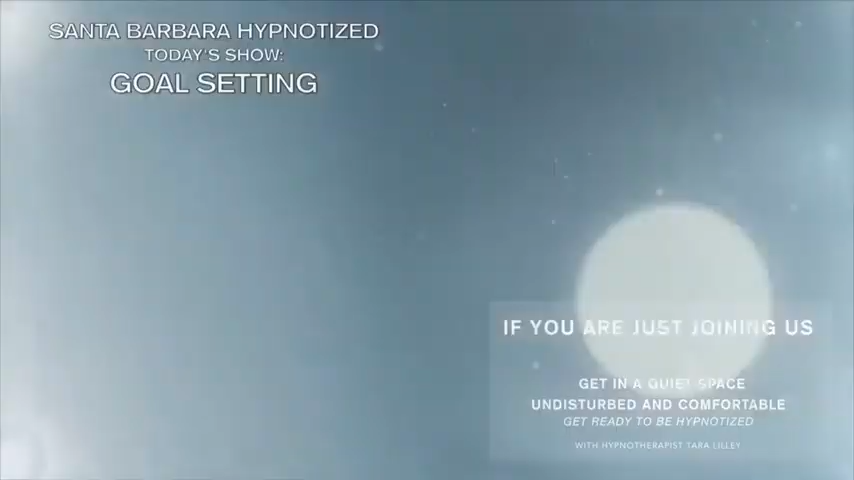 SANTA BARBARA HYPNOTIZED
TODAY'S SHOW:
GOAL SETTING
IF YOU ARE JUST JOINING US
GET IN A QUIET SPACE
UNDISTURBED AND COMFORTABLE
GET READY TO BE HYPNOTIZED
WITH HYPNOTHERAPIST TARA LILLEY